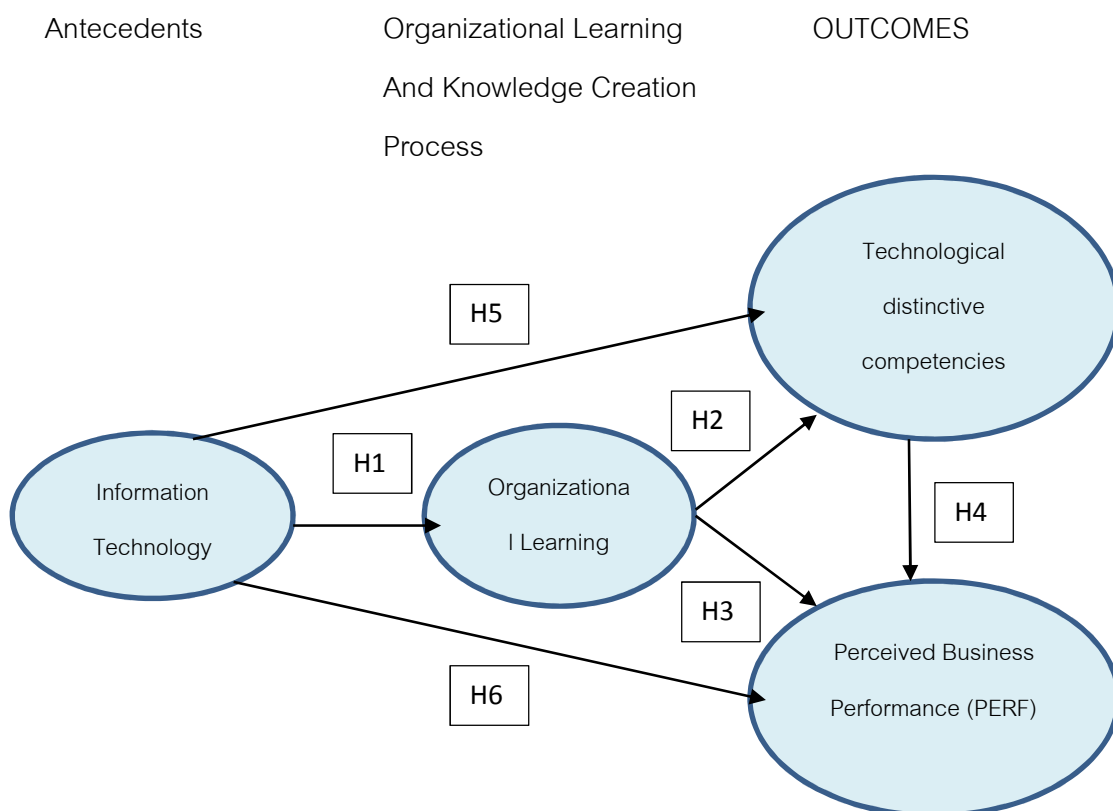 Antecedents
Organizational Learning
And Knowledge Creation
Process
OUTCOMES
Technological
distinctive
competencies
H5
H2
H1
Information
Technology
Organizationa
l Learning
H4
H3
Perceived Business
Performance (PERF)
H6